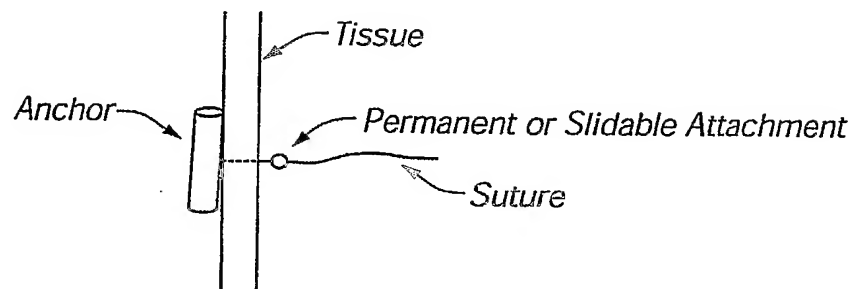 Tissue
Anchor
Permanent or Slidable Attachment
Suture